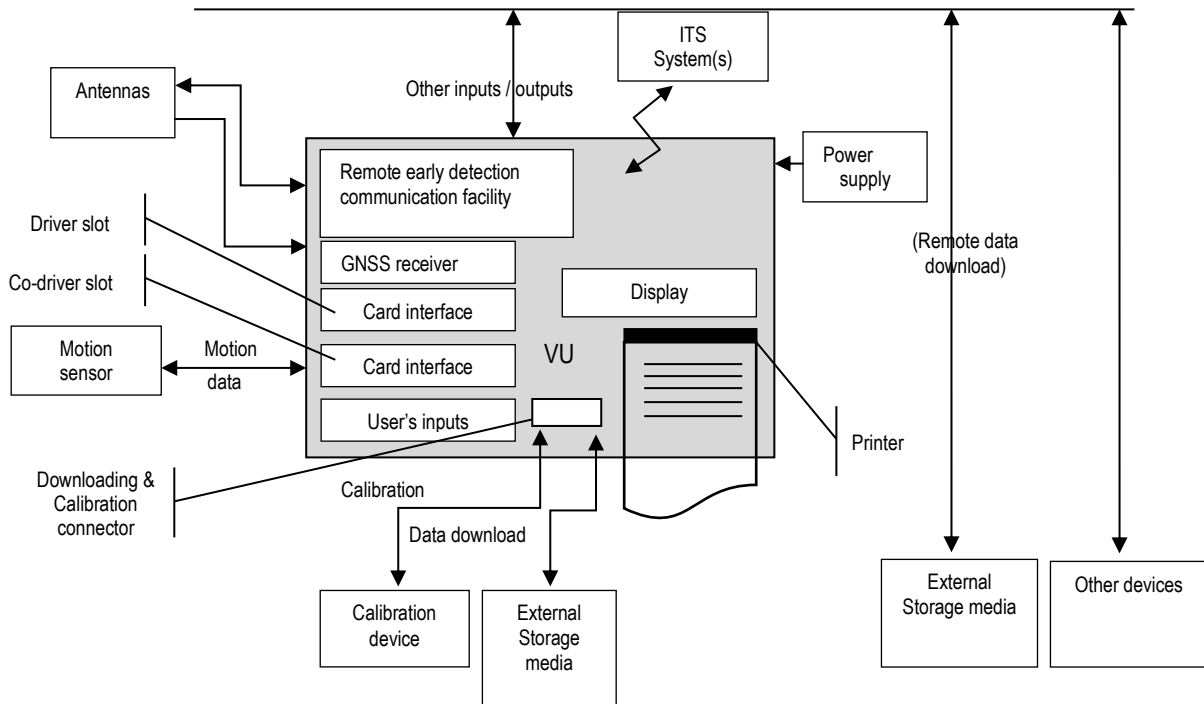 ITS
System(s)
Antennas
Other inputs / outputs
Remote early detection
communication facility
Power
supply
Driver slot
GNSS receiver
(Remote data
download)
Co-driver slot
Card interface
Display
Motion
sensor
Motion
data
Card interface
VU
User's inputs
Printer
Downloading &
Calibration
connector
Calibration
Data download
Calibration
device
External
Storage
media
External
Storage media
Other devices